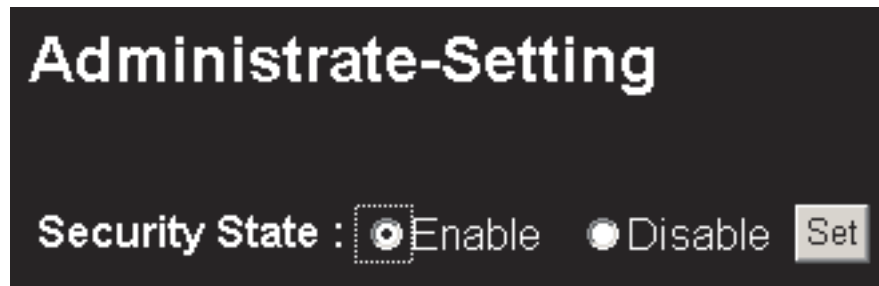 Administrate-Setting
Security State : Enable Disable Set